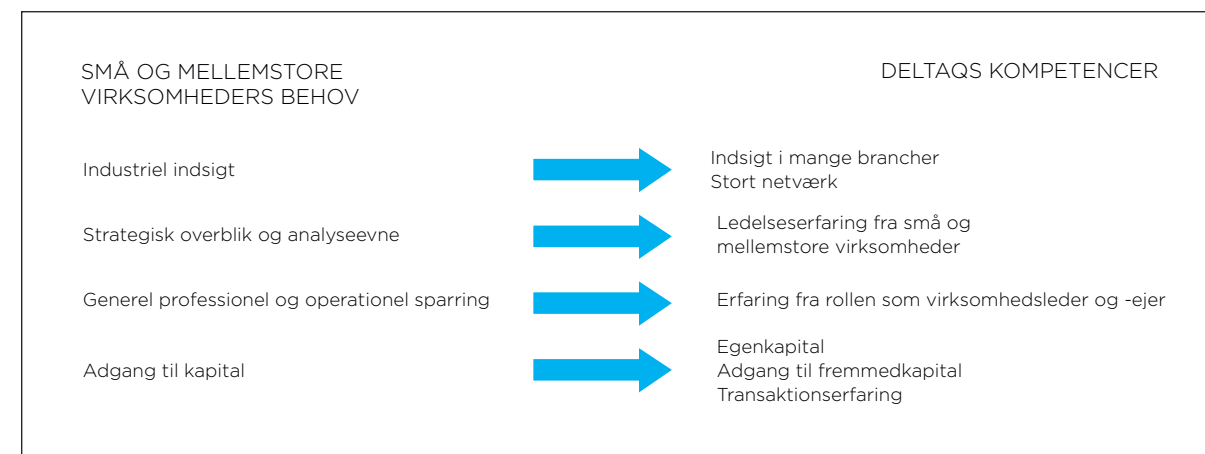 SMÅ OG MELLEMSTORE
VIRKSOMHEDERS BEHOV
DELTAQS KOMPETENCER
Industriel indsigt
Indsigt i mange brancher
Stort netværk
Strategisk overblik og analyseevne
Ledelseserfaring fra små og
mellemstore virksomheder
Generel professionel og operationel sparring
Erfaring fra rollen som virksomhedsleder og -ejer
Adgang til kapital
Egenkapital
Adgang til fremmedkapital
Transaktionserfaring